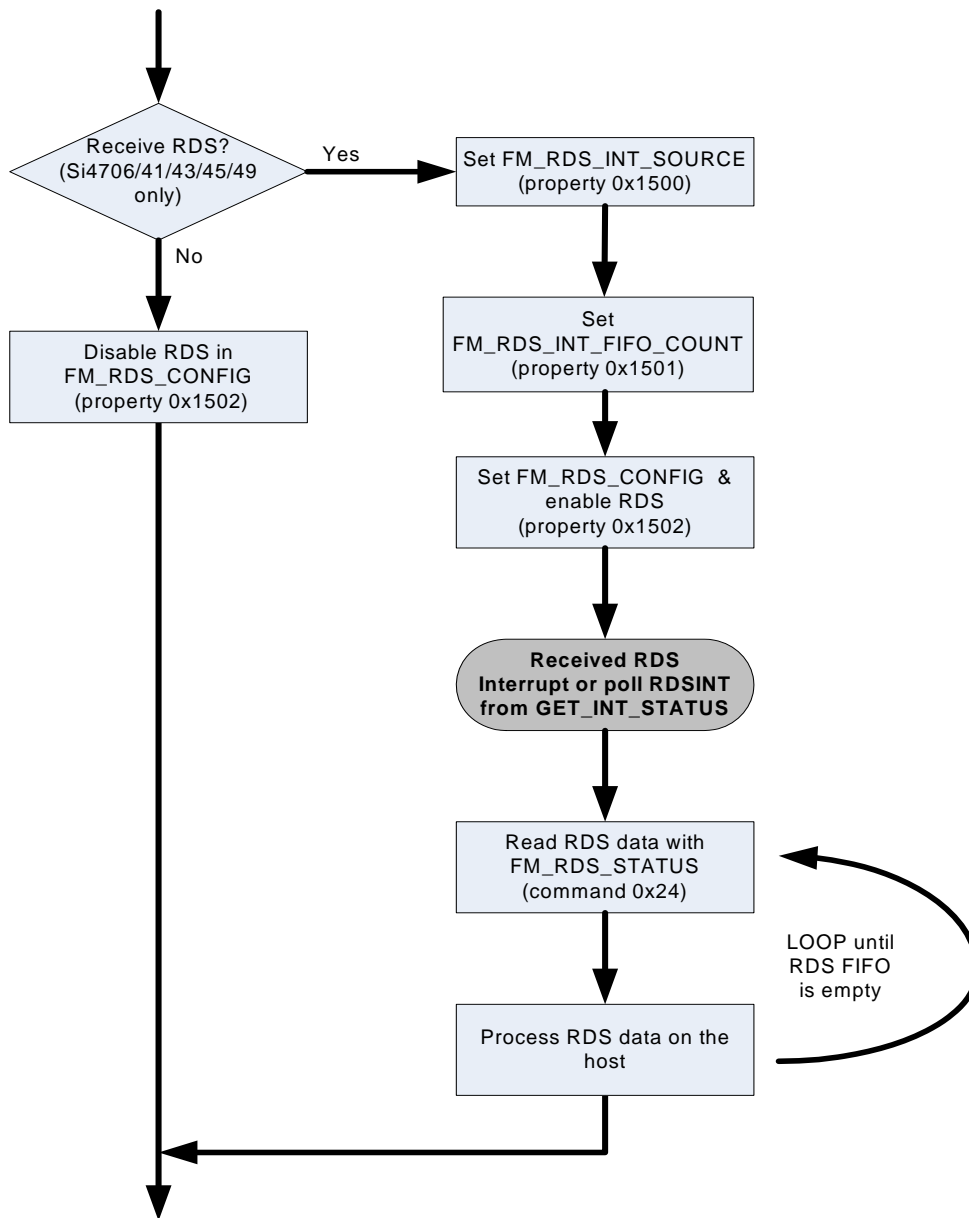 Receive RDS?
(Si4706/41/43/45/49
only)
Yes
No
Set FM_RDS_INT_SOURCE
(property 0x1500)
Set
FM_RDS_INT_FIFO_COUNT
(property 0x1501)
Disable RDS in
FM_RDS_CONFIG
(property 0x1502)
Set FM_RDS_CONFIG &
enable RDS
(property 0x1502)
Received RDS
Interrupt or poll RDSINT
from GET_INT_STATUS
Read RDS data with
FM_RDS_STATUS
(command 0x24)
LOOP until
RDS FIFO
is empty
Process RDS data on the
host